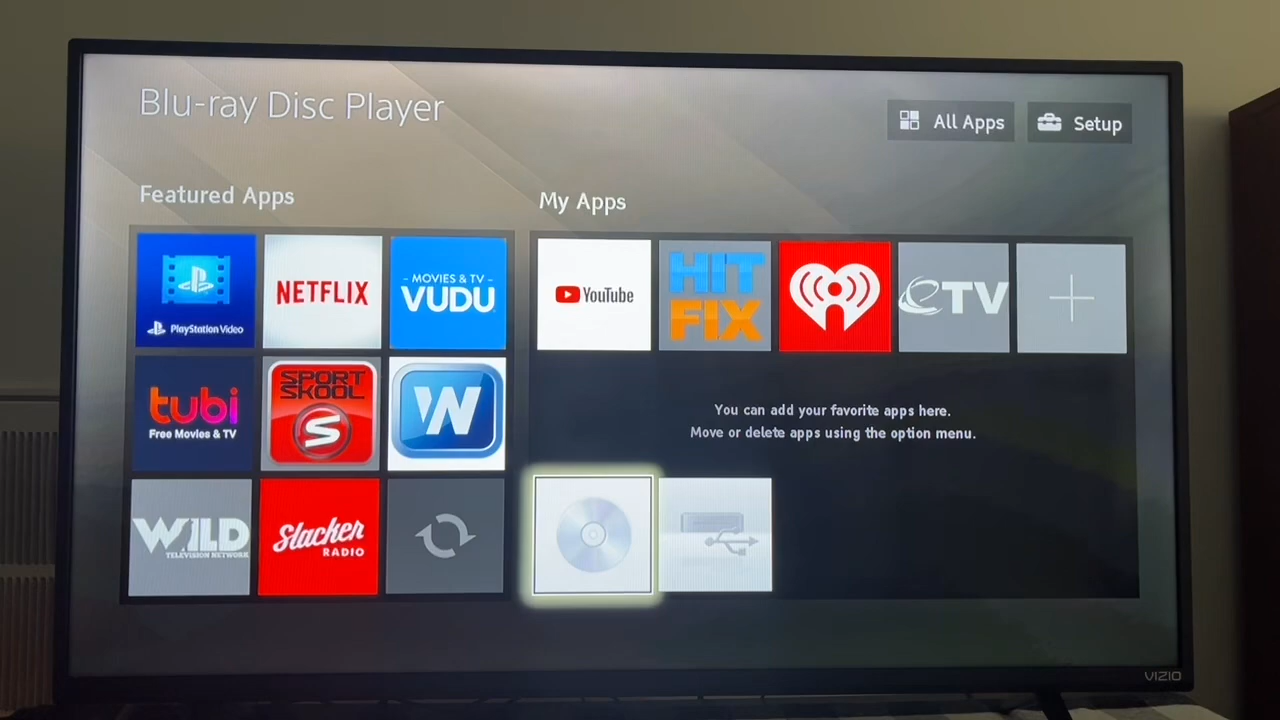 Blu-ray Disc Player
All Apps
Setup
Featured Apps
My Apps
PlayStation Video
NETFLIX
- MOVIES & TV -
VUDU
YouTube
HIT
FIX
eTV
tubi
Free Movies & TV
SPORT
SKOOL
S
W
You can add your favorite apps here.
Move or delete apps using the option menu.
WILD
TELEVISION NETWORK
Slacker
RADIO
VIZIO